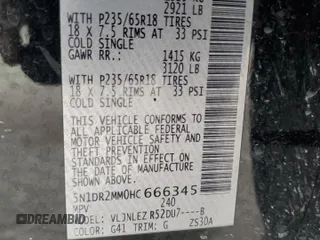 2921 LB
WITH P235/65R18 TIRES
18 X 7.5 RIMS AT 33 PSI
COLD SINGLE
GAWR RR: 1415 KG
3120 LB
WITH P235/65R18 TIRES
18 X 7.5 RIMS AT 33 PSI
COLD SINGLE
THIS VEHICLE CONFORMS
TO ALL APPLICABLE
FEDERAL MOTOR VEHICLE
SAFETY AND THEFT
PREVENTION STANDARDS
IN EFFECT ON THE DATE
OF MANUFACTURE
SHOWN ABOVE.
5N1DR2MM0HC666345
MPV 240
MODEL: VLJNLEZ R52DU7----B
COLOR: G41 TRIM: G ZS30A